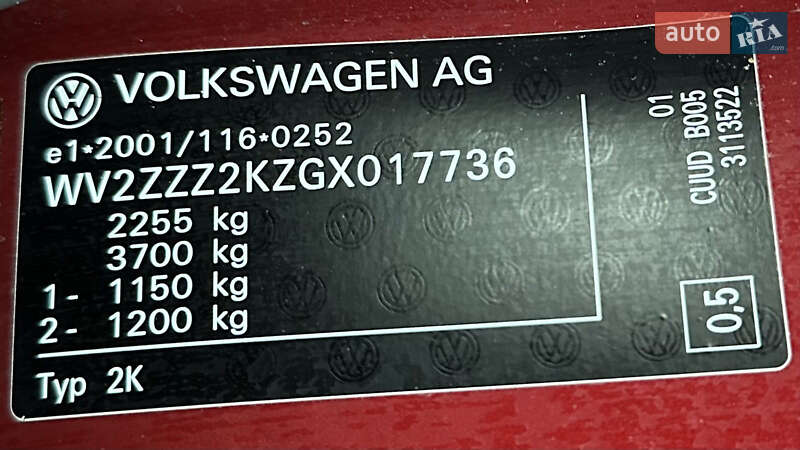 VOLKSWAGEN AG
e1*2001/116*0252
WV2ZZZ2KZGX017736
2255 kg
3700 kg
1- 1150 kg
2- 1200 kg
Typ 2K
01
CUUD B005
3113522
0,5
auto RIA.com